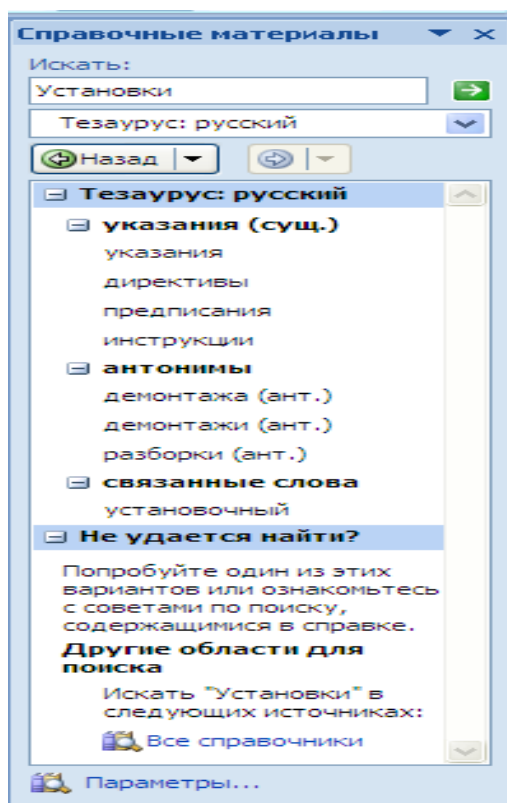 Справочные материалы
Искать:
Установки
Тезаурус: русский
Назад
Тезаурус: русский
указания (сущ.)
указания
директивы
предписания
инструкции
антонимы
демонтажа (ант.)
демонтажи (ант.)
разборки (ант.)
связанные слова
установочный
Не удается найти?
Попробуйте один из этих
вариантов или ознакомьтесь
с советами по поиску,
содержащимися в справке.
Другие области для
поиска
Искать "Установки" в
следующих источниках:
Все справочники
Параметры...